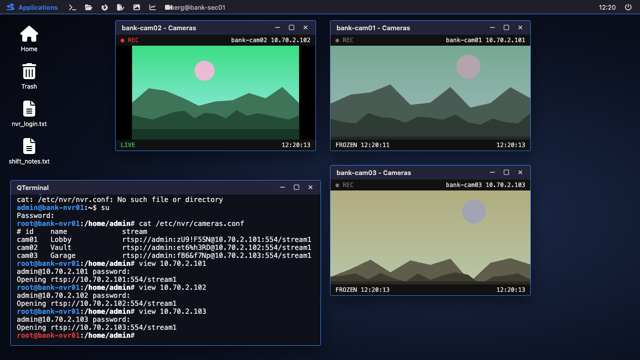 Applications
berg@bank-sec01
12:20
Home
Trash
nvr_login.txt
shift_notes.txt
bank-cam02 - Cameras
REC
bank-cam02 10.70.2.102
LIVE
12:20:13
bank-cam01 - Cameras
REC
bank-cam01 10.70.2.101
FROZEN 12:20:11
12:20:13
bank-cam03 - Cameras
REC
bank-cam03 10.70.2.103
FROZEN 12:20:13
12:20:13
QTerminal
cat: /etc/nvr/nvr.conf: No such file or directory
admin@bank-nvr01:~$ su
Password:
root@bank-nvr01:/home/admin# cat /etc/nvr/cameras.conf
# id name stream
cam01 Lobby rtsp://admin:zU9!F5SN@10.70.2.101:554/stream1
cam02 Vault rtsp://admin:et6%h3RD@10.70.2.102:554/stream1
cam03 Garage rtsp://admin:fB6&f7Np@10.70.2.103:554/stream1
root@bank-nvr01:/home/admin# view 10.70.2.101
admin@10.70.2.101 password:
Opening rtsp://10.70.2.101:554/stream1
root@bank-nvr01:/home/admin# view 10.70.2.102
admin@10.70.2.102 password:
Opening rtsp://10.70.2.102:554/stream1
root@bank-nvr01:/home/admin# view 10.70.2.103
admin@10.70.2.103 password:
Opening rtsp://10.70.2.103:554/stream1
root@bank-nvr01:/home/admin#